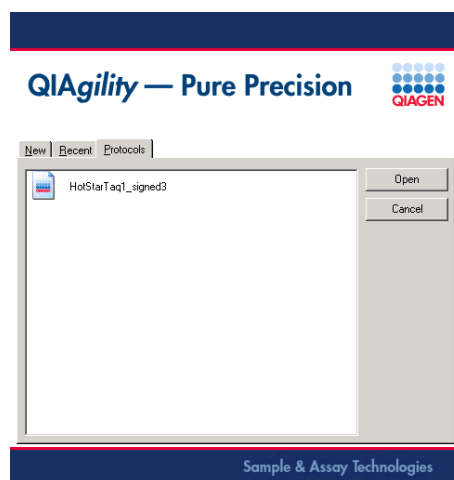 QIAgility — Pure Precision
QIAGEN
New Recent Protocols
HotStarTaq1_signed3
Open
Cancel
Sample & Assay Technologies